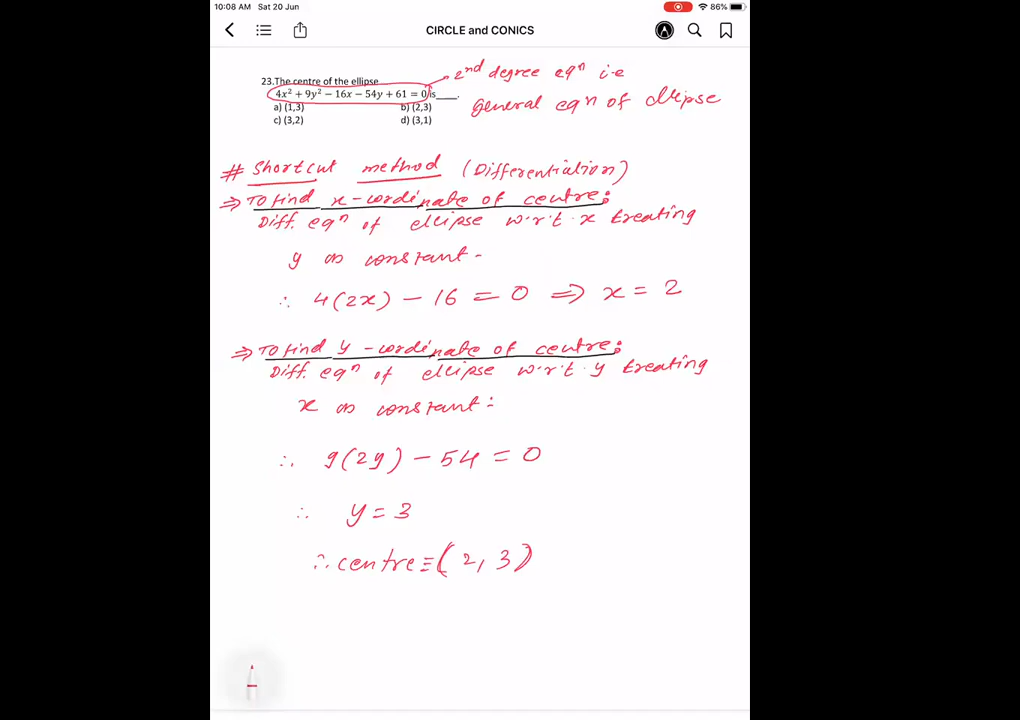 10:08 AM Sat 20 Jun
86%
CIRCLE and CONICS
23.The centre of the ellipse
4x² + 9y² − 16x − 54y + 61 = 0 is____.
a) (1,3) b) (2,3)
c) (3,2) d) (3,1)
2nd degree eqn i.e
general eqn of ellipse
# Shortcut method (Differentiation)
⇒ To find x-cordinate of centre:
Diff. eqn of ellipse w.r.t. x treating
y as constant.
∴ 4(2x) − 16 = 0 ⇒ x = 2
⇒ To find y-cordinate of centre:
Diff. eqn of ellipse w.r.t. y treating
x as constant:
∴ 9(2y) − 54 = 0
∴ y = 3
∴ centre ≡ (2, 3)